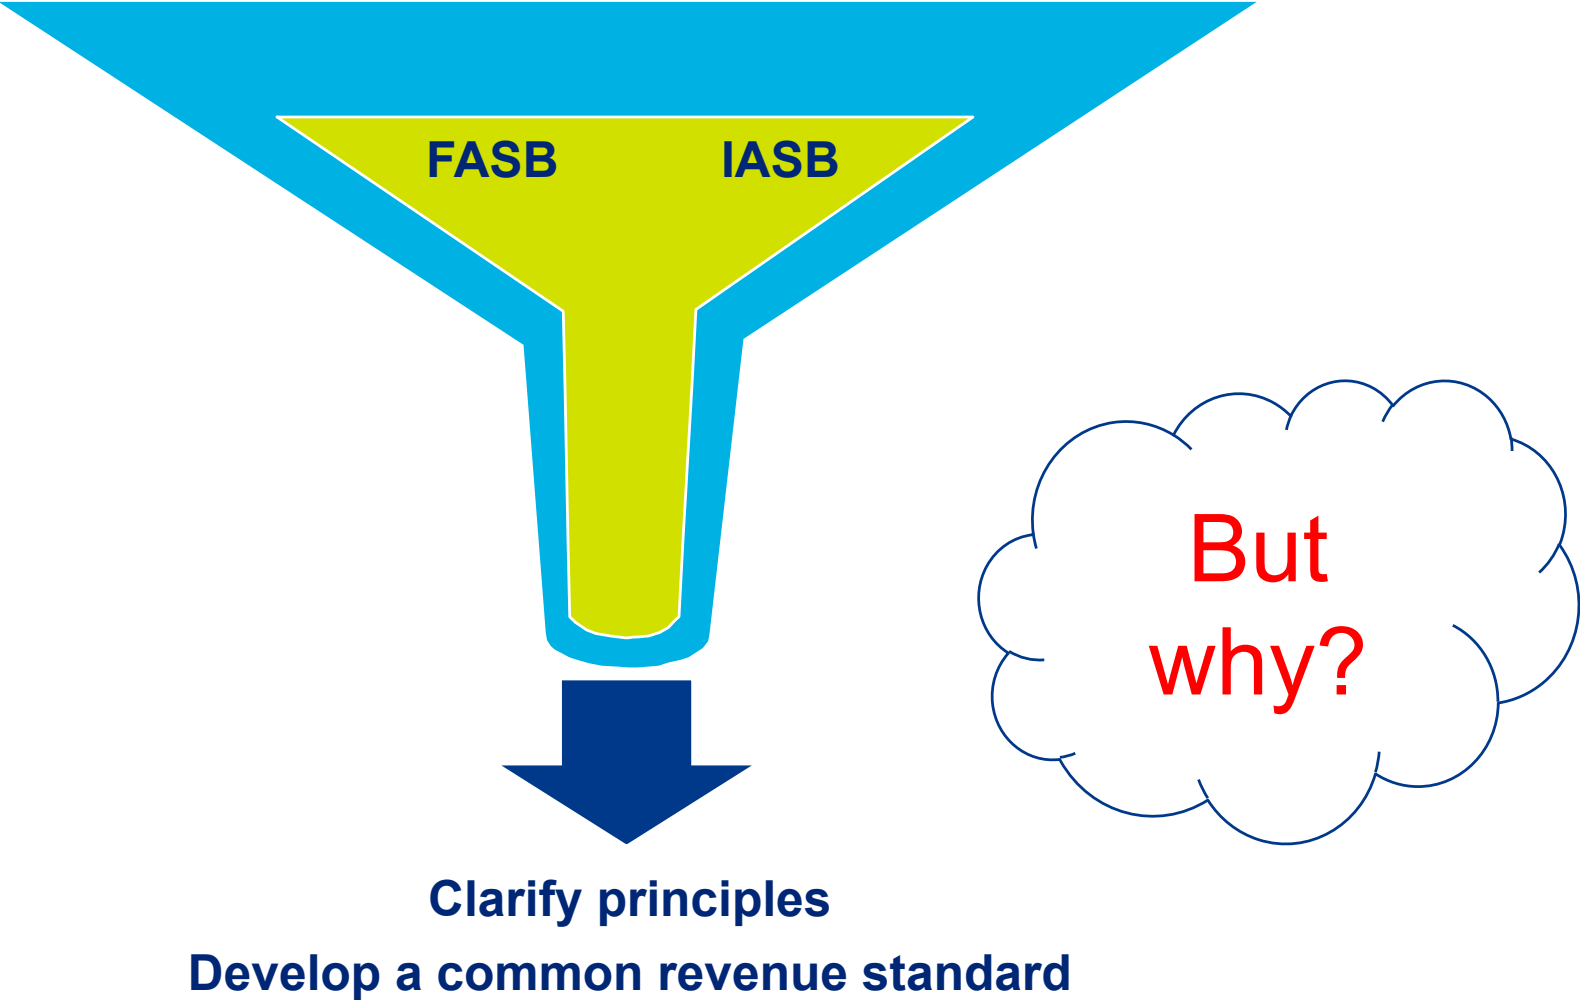 FASB IASB
But
why?
Clarify principles
Develop a common revenue standard